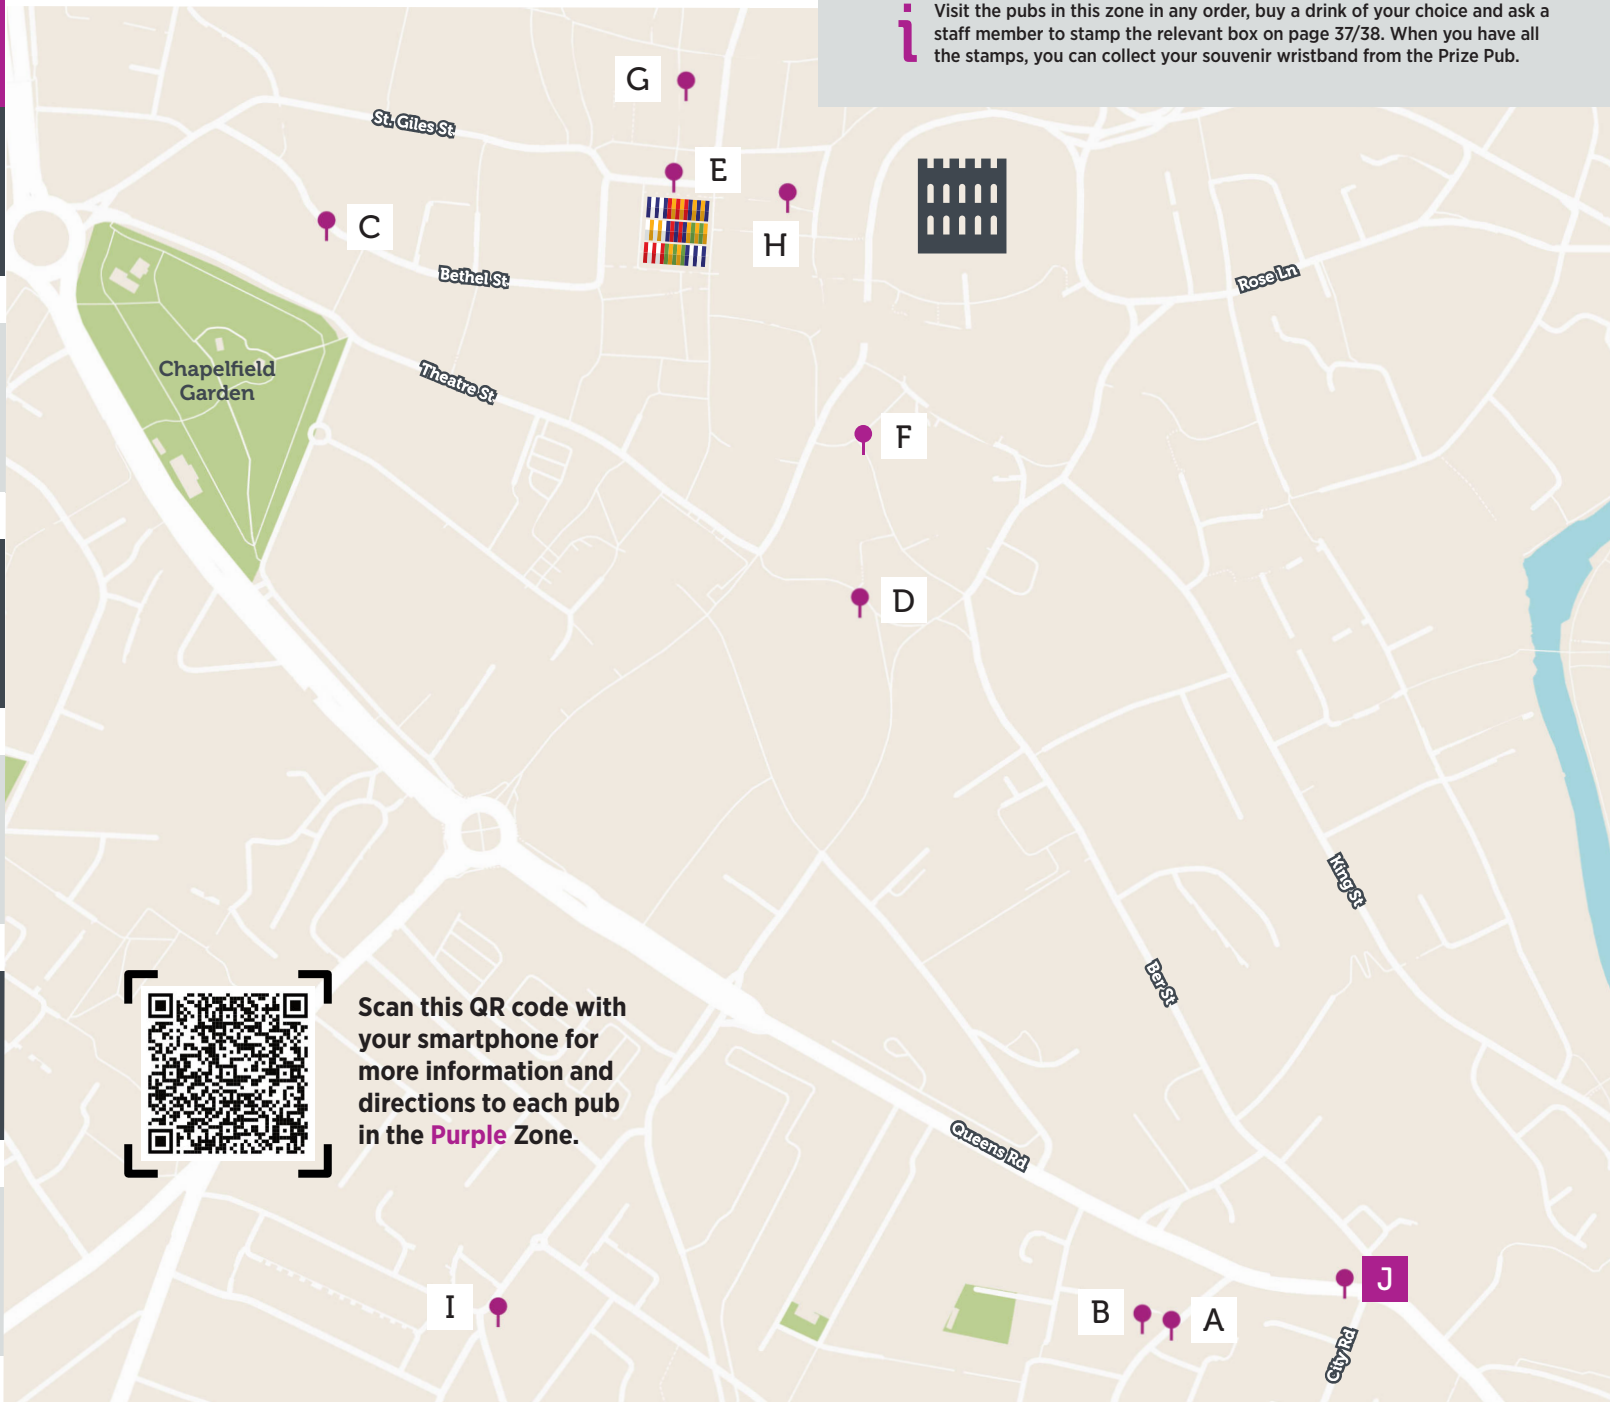 Visit the pubs in this zone in any order, buy a drink of your choice and ask a
staff member to stamp the relevant box on page 37/38. When you have all
the stamps, you can collect your souvenir wristband from the Prize Pub.
i
G
St. Giles St
E
C
H
Bethel St
Rose Ln
Chapelfield
Garden
Theatre St
F
D
King St
Ber St
Scan this QR code with
your smartphone for
more information and
directions to each pub
in the Purple Zone.
Queens Rd
J
I
B
A
City Rd